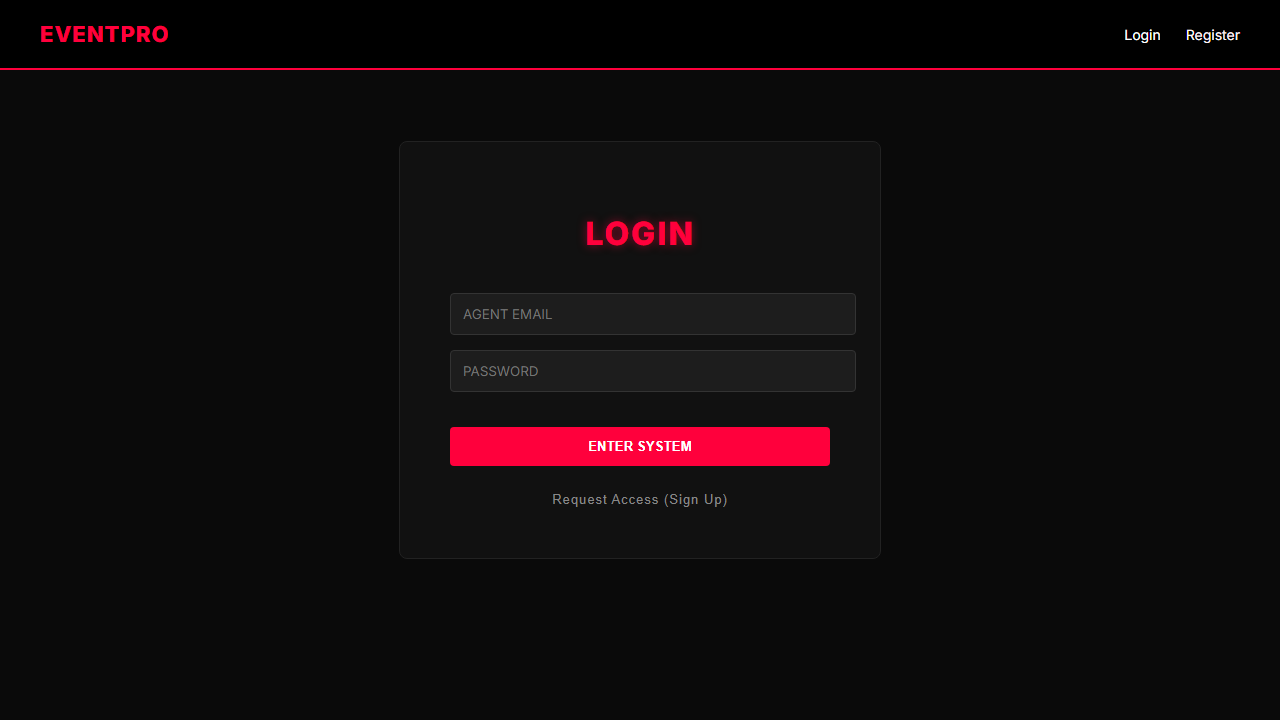 EVENTPRO
Login Register
LOGIN
AGENT EMAIL
PASSWORD
ENTER SYSTEM
Request Access (Sign Up)